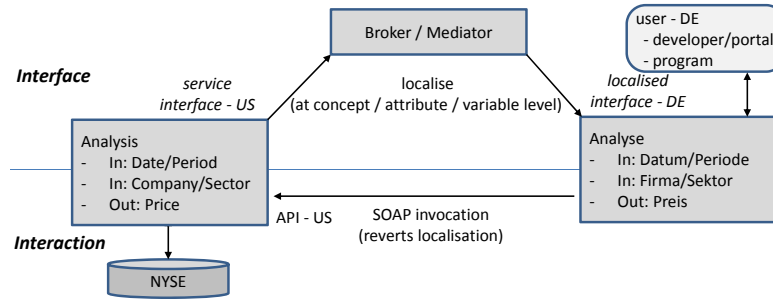 Broker / Mediator
user - DE
- developer/portal
- program
Interface
service
interface - US
localise
(at concept / attribute / variable level)
localised
interface - DE
Analysis
- In: Date/Period
- In: Company/Sector
- Out: Price
Analyse
- In: Datum/Periode
- In: Firma/Sektor
- Out: Preis
API - US
SOAP invocation
(reverts localisation)
Interaction
NYSE